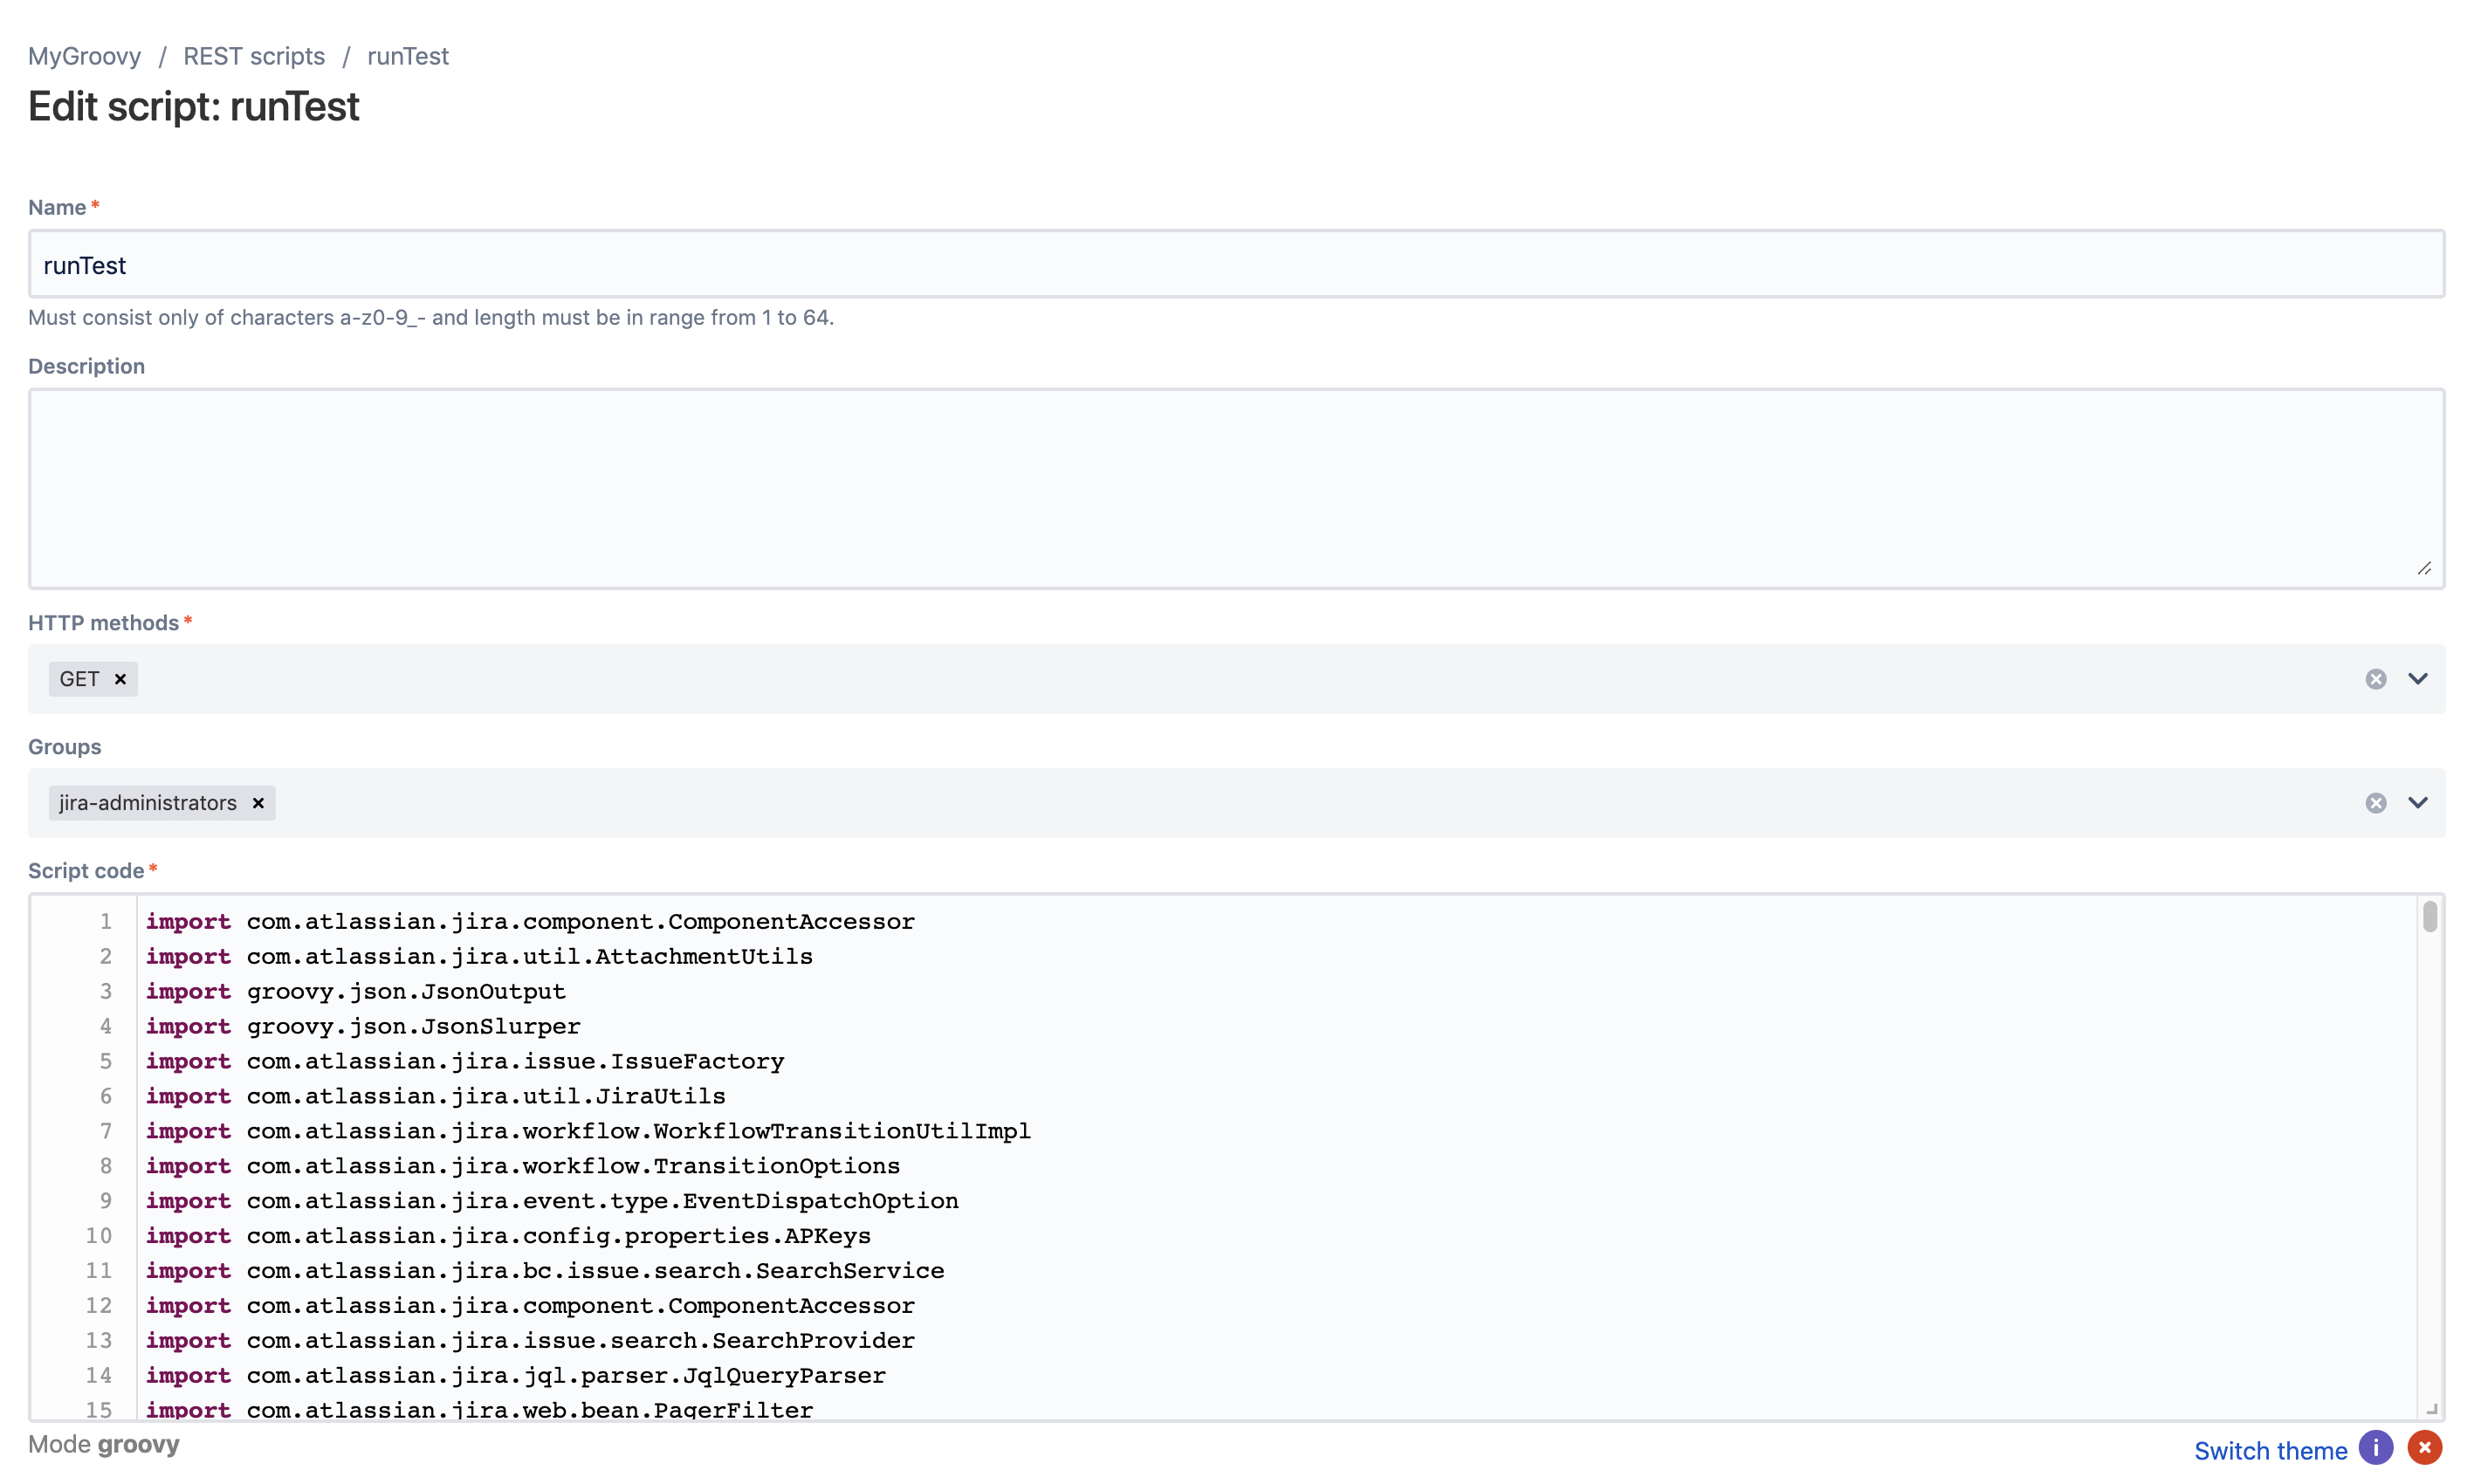 MyGroovy / REST scripts / runTest
Edit script: runTest
Name *
runTest
Must consist only of characters a-z0-9_- and length must be in range from 1 to 64.
Description
HTTP methods *
GET ×
Groups
jira-administrators ×
Script code *
1 import com.atlassian.jira.component.ComponentAccessor
2 import com.atlassian.jira.util.AttachmentUtils
3 import groovy.json.JsonOutput
4 import groovy.json.JsonSlurper
5 import com.atlassian.jira.issue.IssueFactory
6 import com.atlassian.jira.util.JiraUtils
7 import com.atlassian.jira.workflow.WorkflowTransitionUtilImpl
8 import com.atlassian.jira.workflow.TransitionOptions
9 import com.atlassian.jira.event.type.EventDispatchOption
10 import com.atlassian.jira.config.properties.APKeys
11 import com.atlassian.jira.bc.issue.search.SearchService
12 import com.atlassian.jira.component.ComponentAccessor
13 import com.atlassian.jira.issue.search.SearchProvider
14 import com.atlassian.jira.jql.parser.JqlQueryParser
15 import com.atlassian.jira.web.bean.PagerFilter
Mode groovy
Switch theme